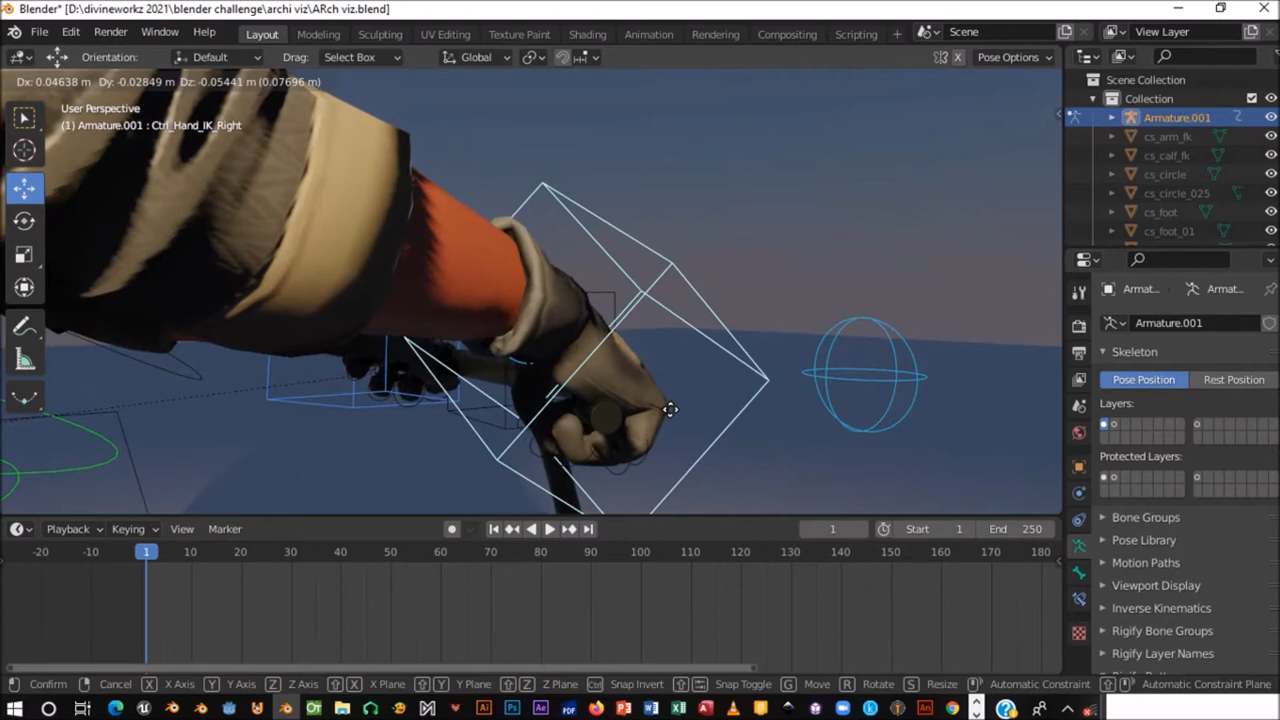 Blender* [D:\divineworkz 2021\blender challenge\archi viz\ARch viz.blend]
File Edit Render Window Help Layout Modeling Sculpting UV Editing Texture Paint Shading Animation Rendering Compositing Scripting + Scene View Layer
Orientation: Default Drag: Select Box Global X Pose Options
Dx: 0.04638 m Dy: -0.02849 m Dz: -0.05441 m (0.07696 m)
User Perspective
(1) Armature.001 : Ctrl_Hand_IK_Right
Scene Collection
Collection
Armature.001
cs_arm_fk
cs_calf_fk
cs_circle
cs_circle_025
cs_foot
cs_foot_01
Armat... Armat...
Armature.001
Skeleton
Pose Position Rest Position
Layers:
Protected Layers:
Bone Groups
Pose Library
Motion Paths
Viewport Display
Inverse Kinematics
Rigify Bone Groups
Rigify Layer Names
Playback Keying View Marker 1 Start 1 End 250
-20 -10 1 10 20 30 40 50 60 70 80 90 100 110 120 130 140 150 160 170 180
Confirm Cancel X X Axis Y Y Axis Z Z Axis X X Plane Y Y Plane Z Z Plane Ctrl Snap Invert Snap Toggle G Move R Rotate S Resize Automatic Constraint Automatic Constraint Plane